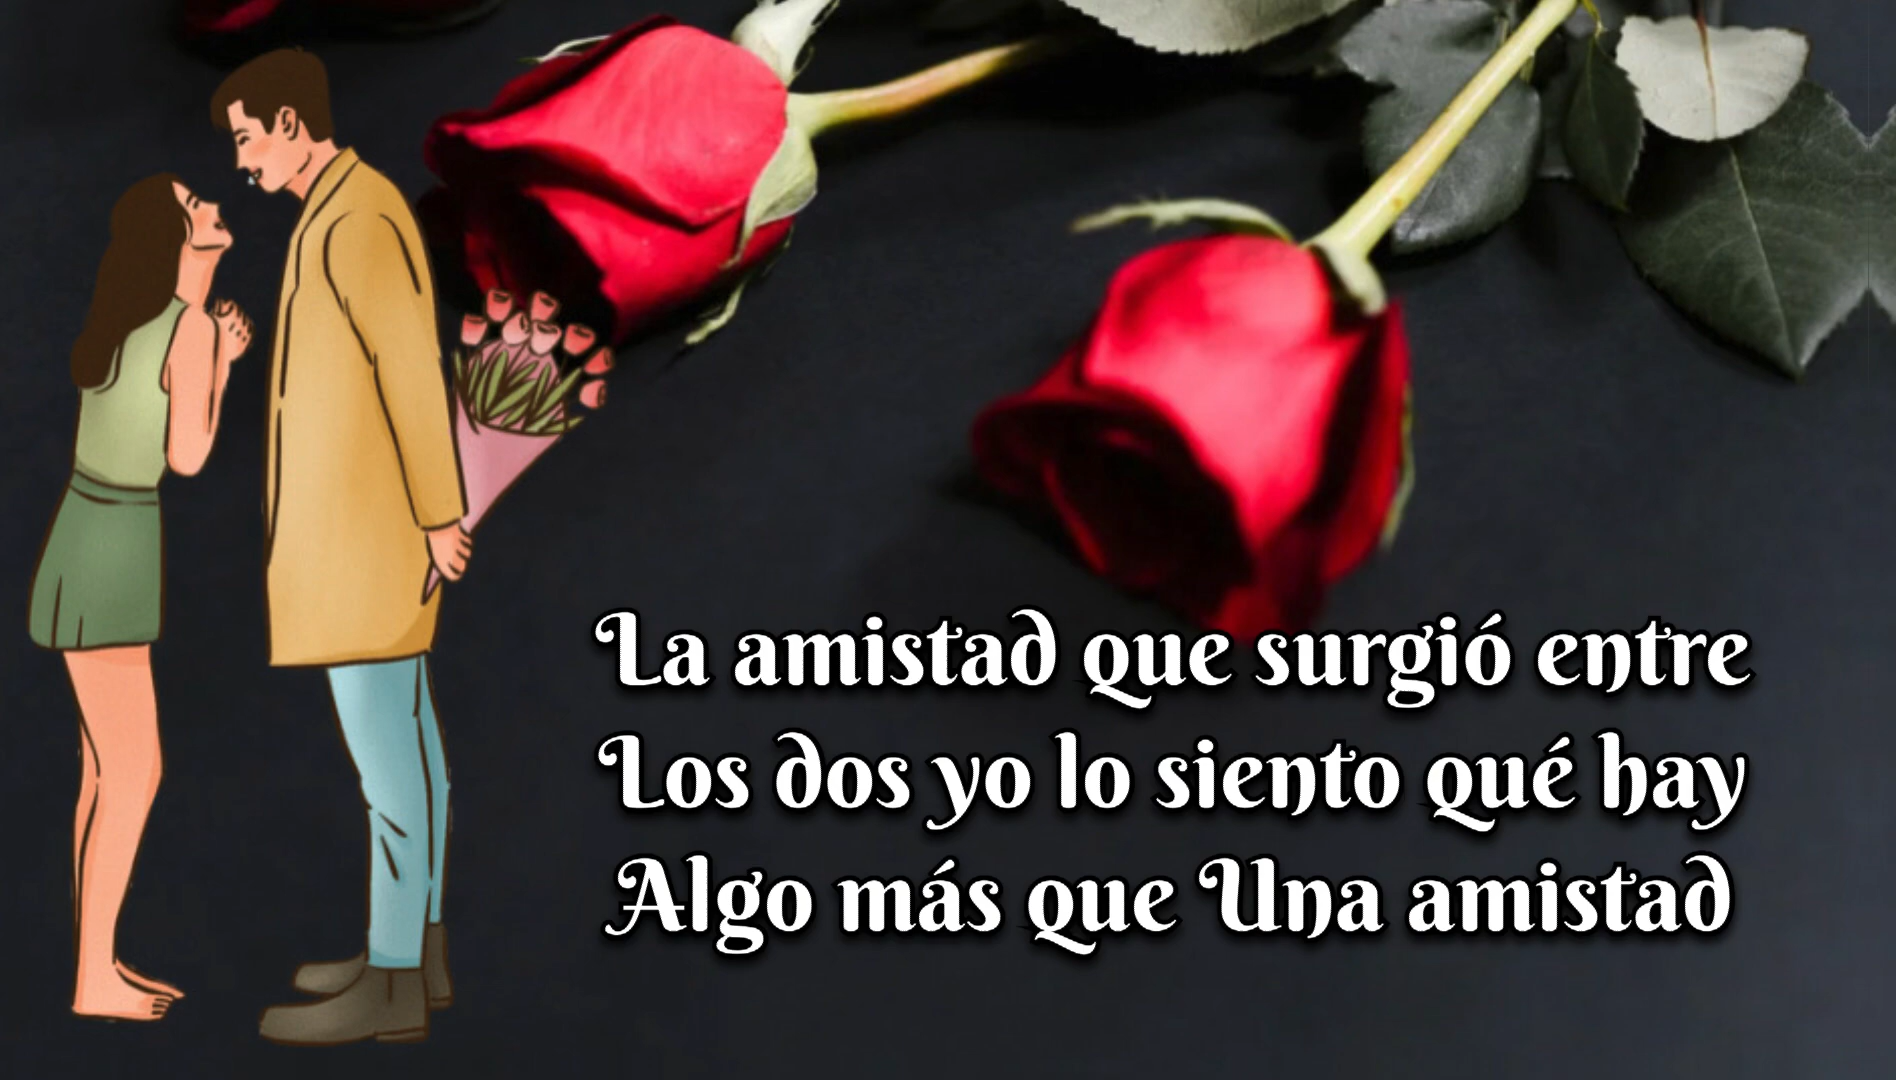 La amistad que surgió entre
Los dos yo lo siento qué hay
Algo más que Una amistad